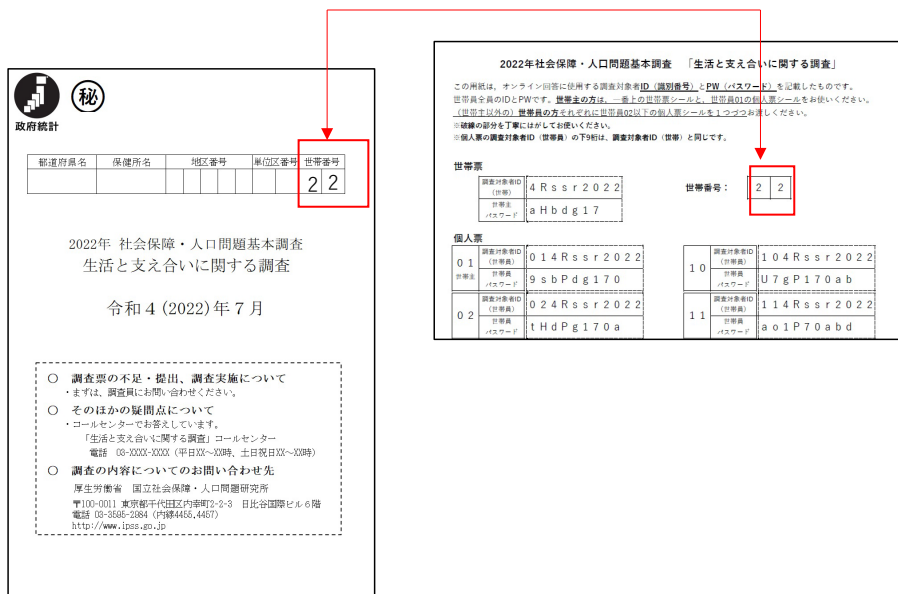 秘
政府統計
都道府県名 保健所名 地区番号 単位区番号 世帯番号
2 2
2022年 社会保障・人口問題基本調査
生活と支え合いに関する調査
令和４(2022)年７月
○ 調査票の不足・提出、調査実施について
・まずは、調査員にお問い合わせください。
○ そのほかの疑問点について
・コールセンターでお答えしています。
「生活と支え合いに関する調査」コールセンター
電話 03-XXXX-XXXX（平日XX～XX時、土日祝日XX～XX時）
○ 調査の内容についてのお問い合わせ先
厚生労働省 国立社会保障・人口問題研究所
〒100-0011 東京都千代田区内幸町2-2-3 日比谷国際ビル６階
電話 03-3595-2984（内線4455,4457）
http://www.ipss.go.jp
2022年社会保障・人口問題基本調査 「生活と支え合いに関する調査」
この用紙は、オンライン回答に使用する調査対象者ID（識別番号）とPW（パスワード）を記載したものです。
世帯員全員のIDとPWです。世帯主の方は、一番上の世帯票シールと、世帯員01の個人票シールをお使いください。
（世帯主以外の）世帯員の方それぞれに世帯員02以下の個人票シールを１つづつお渡しください。
※破線の部分を丁寧にはがしてお使いください。
※個人票の調査対象者ID（世帯員）の下9桁は、調査対象者ID（世帯）と同じです。
世帯票
調査対象者ID（世帯） 4Rssr2022
世帯主パスワード aHbdg17
世帯番号： 2 2
個人票
01 世帯主 調査対象者ID（世帯員） 014Rssr2022
世帯員パスワード 9sbPdg170
02 調査対象者ID（世帯員） 024Rssr2022
世帯員パスワード tHdPg170a
10 調査対象者ID（世帯員） 104Rssr2022
世帯員パスワード U7gP170ab
11 調査対象者ID（世帯員） 114Rssr2022
世帯員パスワード ao1P70abd